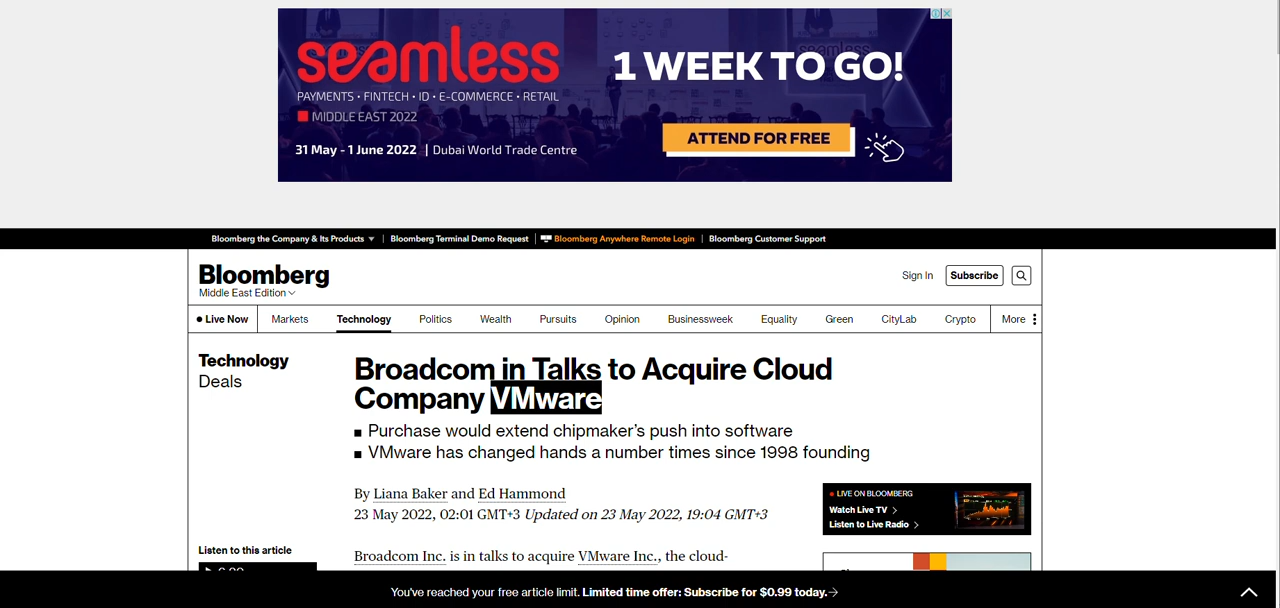 seamless
1 WEEK TO GO!
PAYMENTS • FINTECH • ID • E-COMMERCE • RETAIL
MIDDLE EAST 2022
ATTEND FOR FREE
31 May - 1 June 2022 | Dubai World Trade Centre
Bloomberg the Company & Its Products | Bloomberg Terminal Demo Request | Bloomberg Anywhere Remote Login | Bloomberg Customer Support
Bloomberg
Middle East Edition
Sign In Subscribe
Live Now Markets Technology Politics Wealth Pursuits Opinion Businessweek Equality Green CityLab Crypto More
Technology
Deals
Broadcom in Talks to Acquire Cloud
Company VMware
Purchase would extend chipmaker's push into software
VMware has changed hands a number times since 1998 founding
By Liana Baker and Ed Hammond
23 May 2022, 02:01 GMT+3 Updated on 23 May 2022, 19:04 GMT+3
LIVE ON BLOOMBERG
Watch Live TV
Listen to Live Radio
Listen to this article
Broadcom Inc. is in talks to acquire VMware Inc., the cloud-
You've reached your free article limit. Limited time offer: Subscribe for $0.99 today.